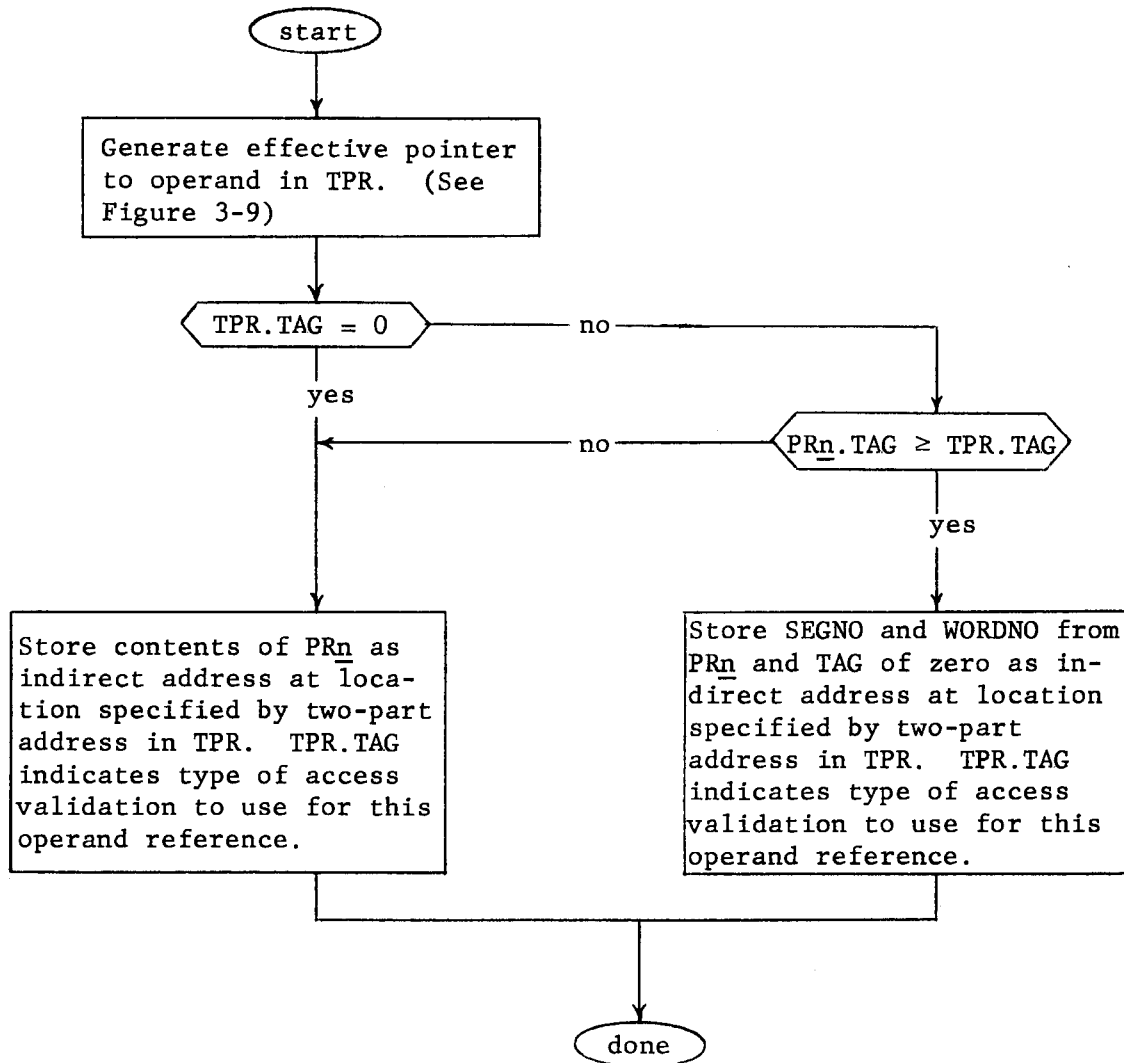 start
Generate effective pointer
to operand in TPR. (See
Figure 3-9)
TPR.TAG = 0
no
yes
no
PRn.TAG ≥ TPR.TAG
yes
Store contents of PRn as
indirect address at loca-
tion specified by two-part
address in TPR. TPR.TAG
indicates type of access
validation to use for this
operand reference.
Store SEGNO and WORDNO from
PRn and TAG of zero as in-
direct address at location
specified by two-part
address in TPR. TPR.TAG
indicates type of access
validation to use for this
operand reference.
done